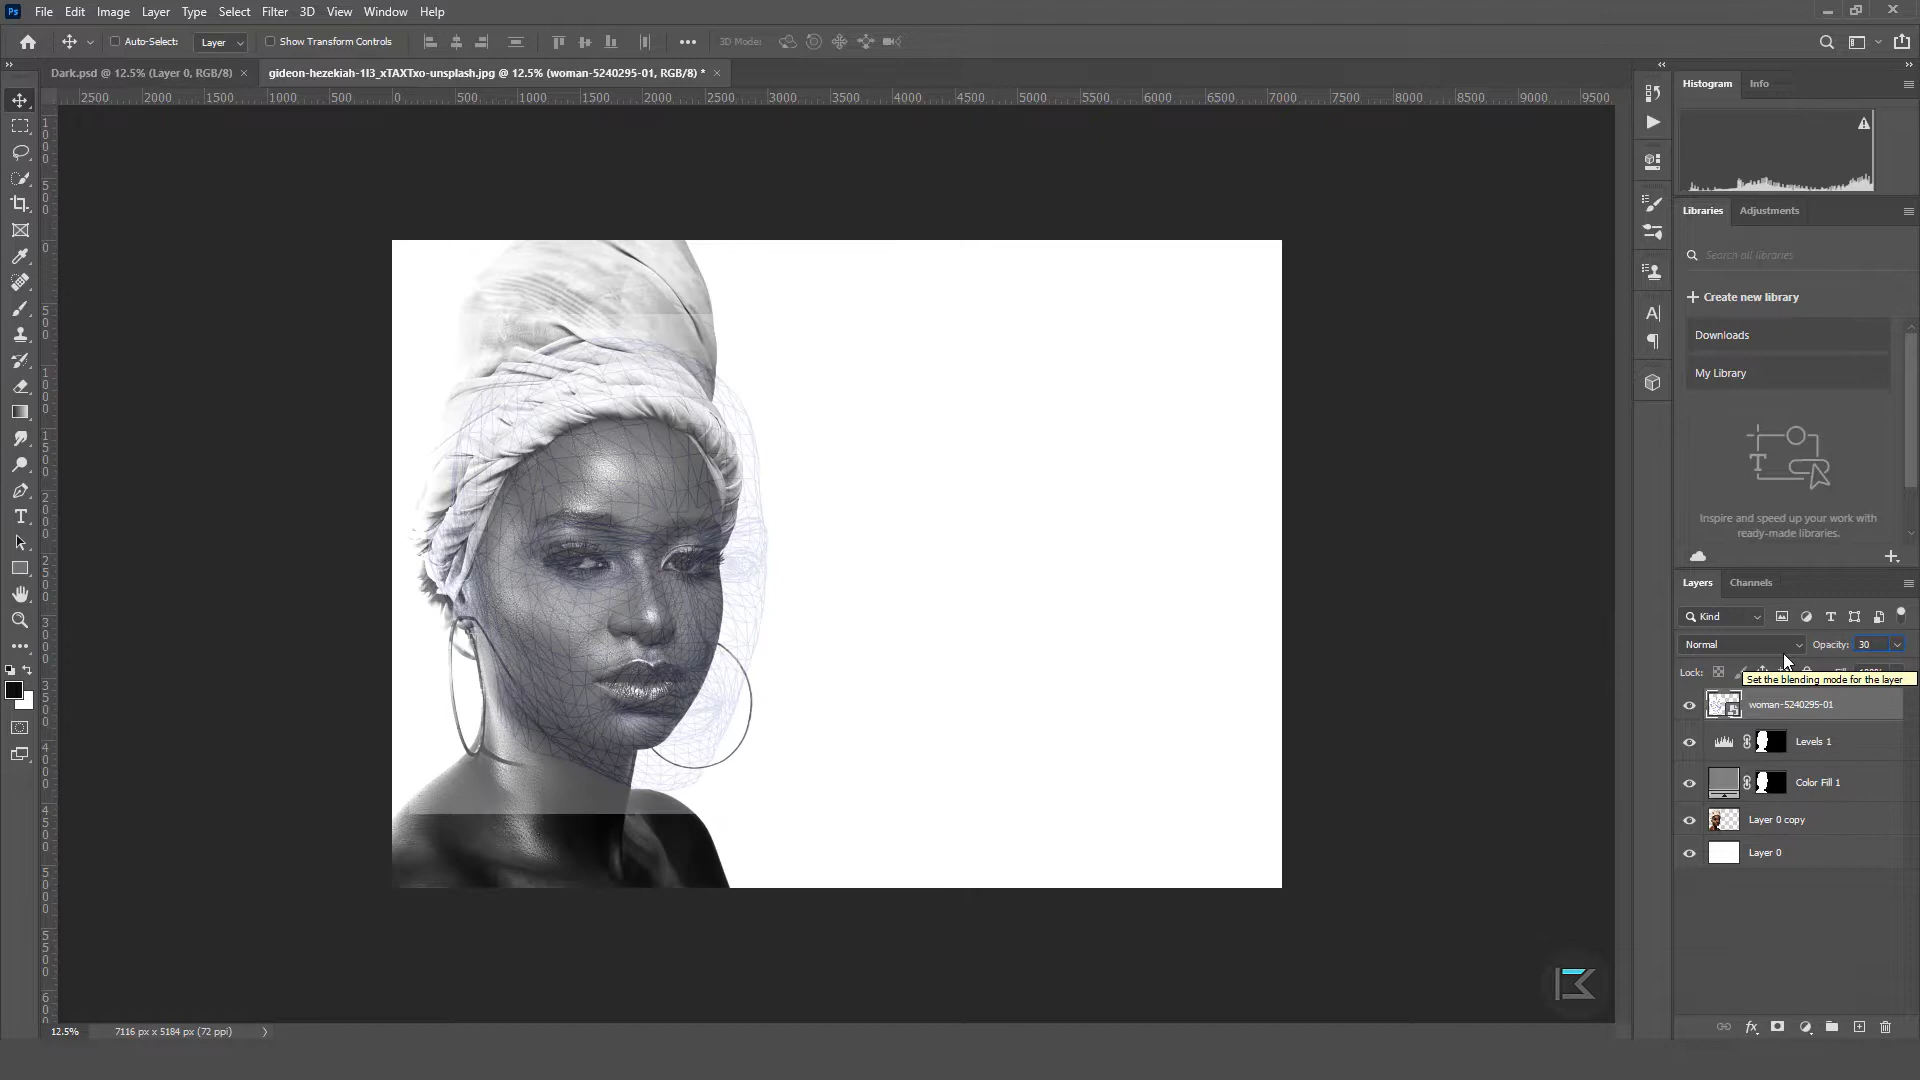 Ps File Edit Image Layer Type Select Filter 3D View Window Help
Auto-Select: Layer Show Transform Controls 3D Mode:
Dark.psd @ 12.5% (Layer 0, RGB/8) × gideon-hezekiah-1I3_xTAXTxo-unsplash.jpg @ 12.5% (woman-5240295-01, RGB/8) * ×
2500 2000 1500 1000 500 0 500 1000 1500 2000 2500 3000 3500 4000 4500 5000 5500 6000 6500 7000 7500 8000 8500 9000 9500
Histogram Info
Libraries Adjustments
Search all libraries
Create new library
Downloads
My Library
Inspire and speed up your work with
ready-made libraries.
Layers Channels
Kind
Normal Opacity: 30
Lock:
Set the blending mode for the layer
woman-5240295-01
Levels 1
Color Fill 1
Layer 0 copy
Layer 0
12.5% 7116 px x 5184 px (72 ppi)